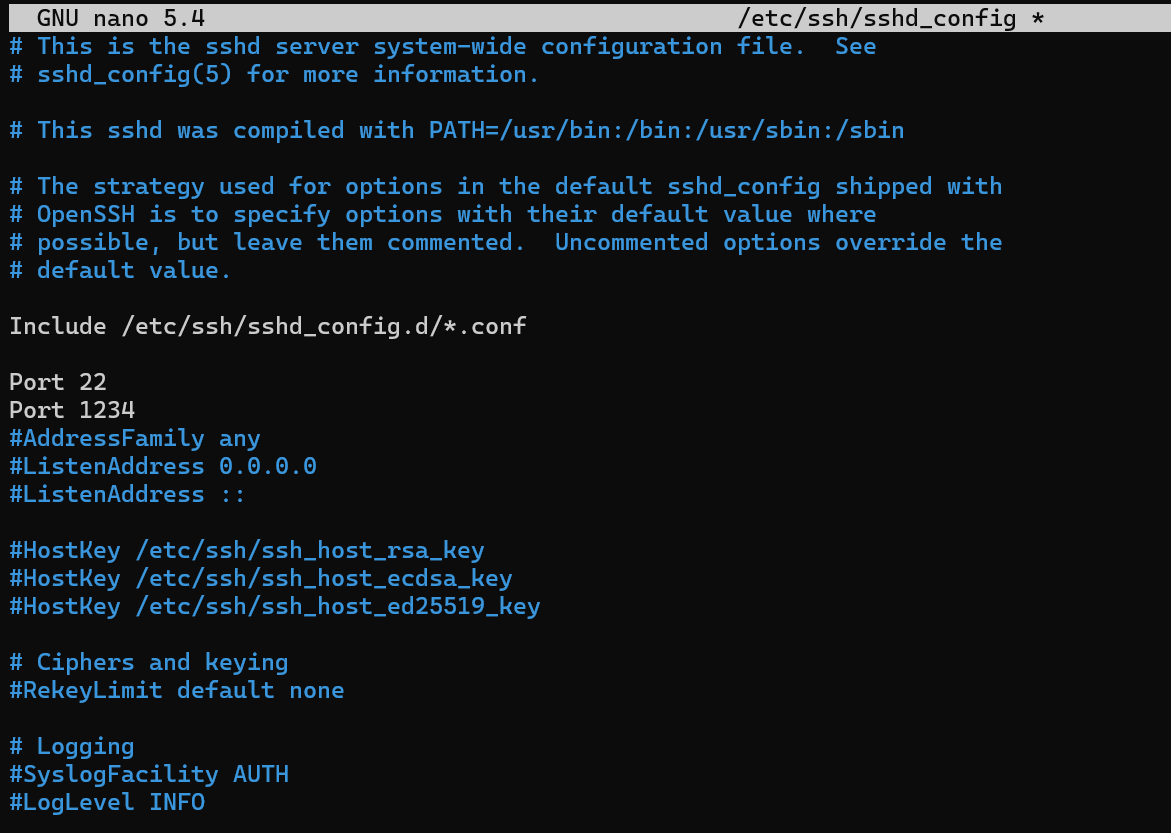 GNU nano 5.4 /etc/ssh/sshd_config *
# This is the sshd server system-wide configuration file.  See
# sshd_config(5) for more information.

# This sshd was compiled with PATH=/usr/bin:/bin:/usr/sbin:/sbin

# The strategy used for options in the default sshd_config shipped with
# OpenSSH is to specify options with their default value where
# possible, but leave them commented.  Uncommented options override the
# default value.

Include /etc/ssh/sshd_config.d/*.conf

Port 22
Port 1234
#AddressFamily any
#ListenAddress 0.0.0.0
#ListenAddress ::

#HostKey /etc/ssh/ssh_host_rsa_key
#HostKey /etc/ssh/ssh_host_ecdsa_key
#HostKey /etc/ssh/ssh_host_ed25519_key

# Ciphers and keying
#RekeyLimit default none

# Logging
#SyslogFacility AUTH
#LogLevel INFO